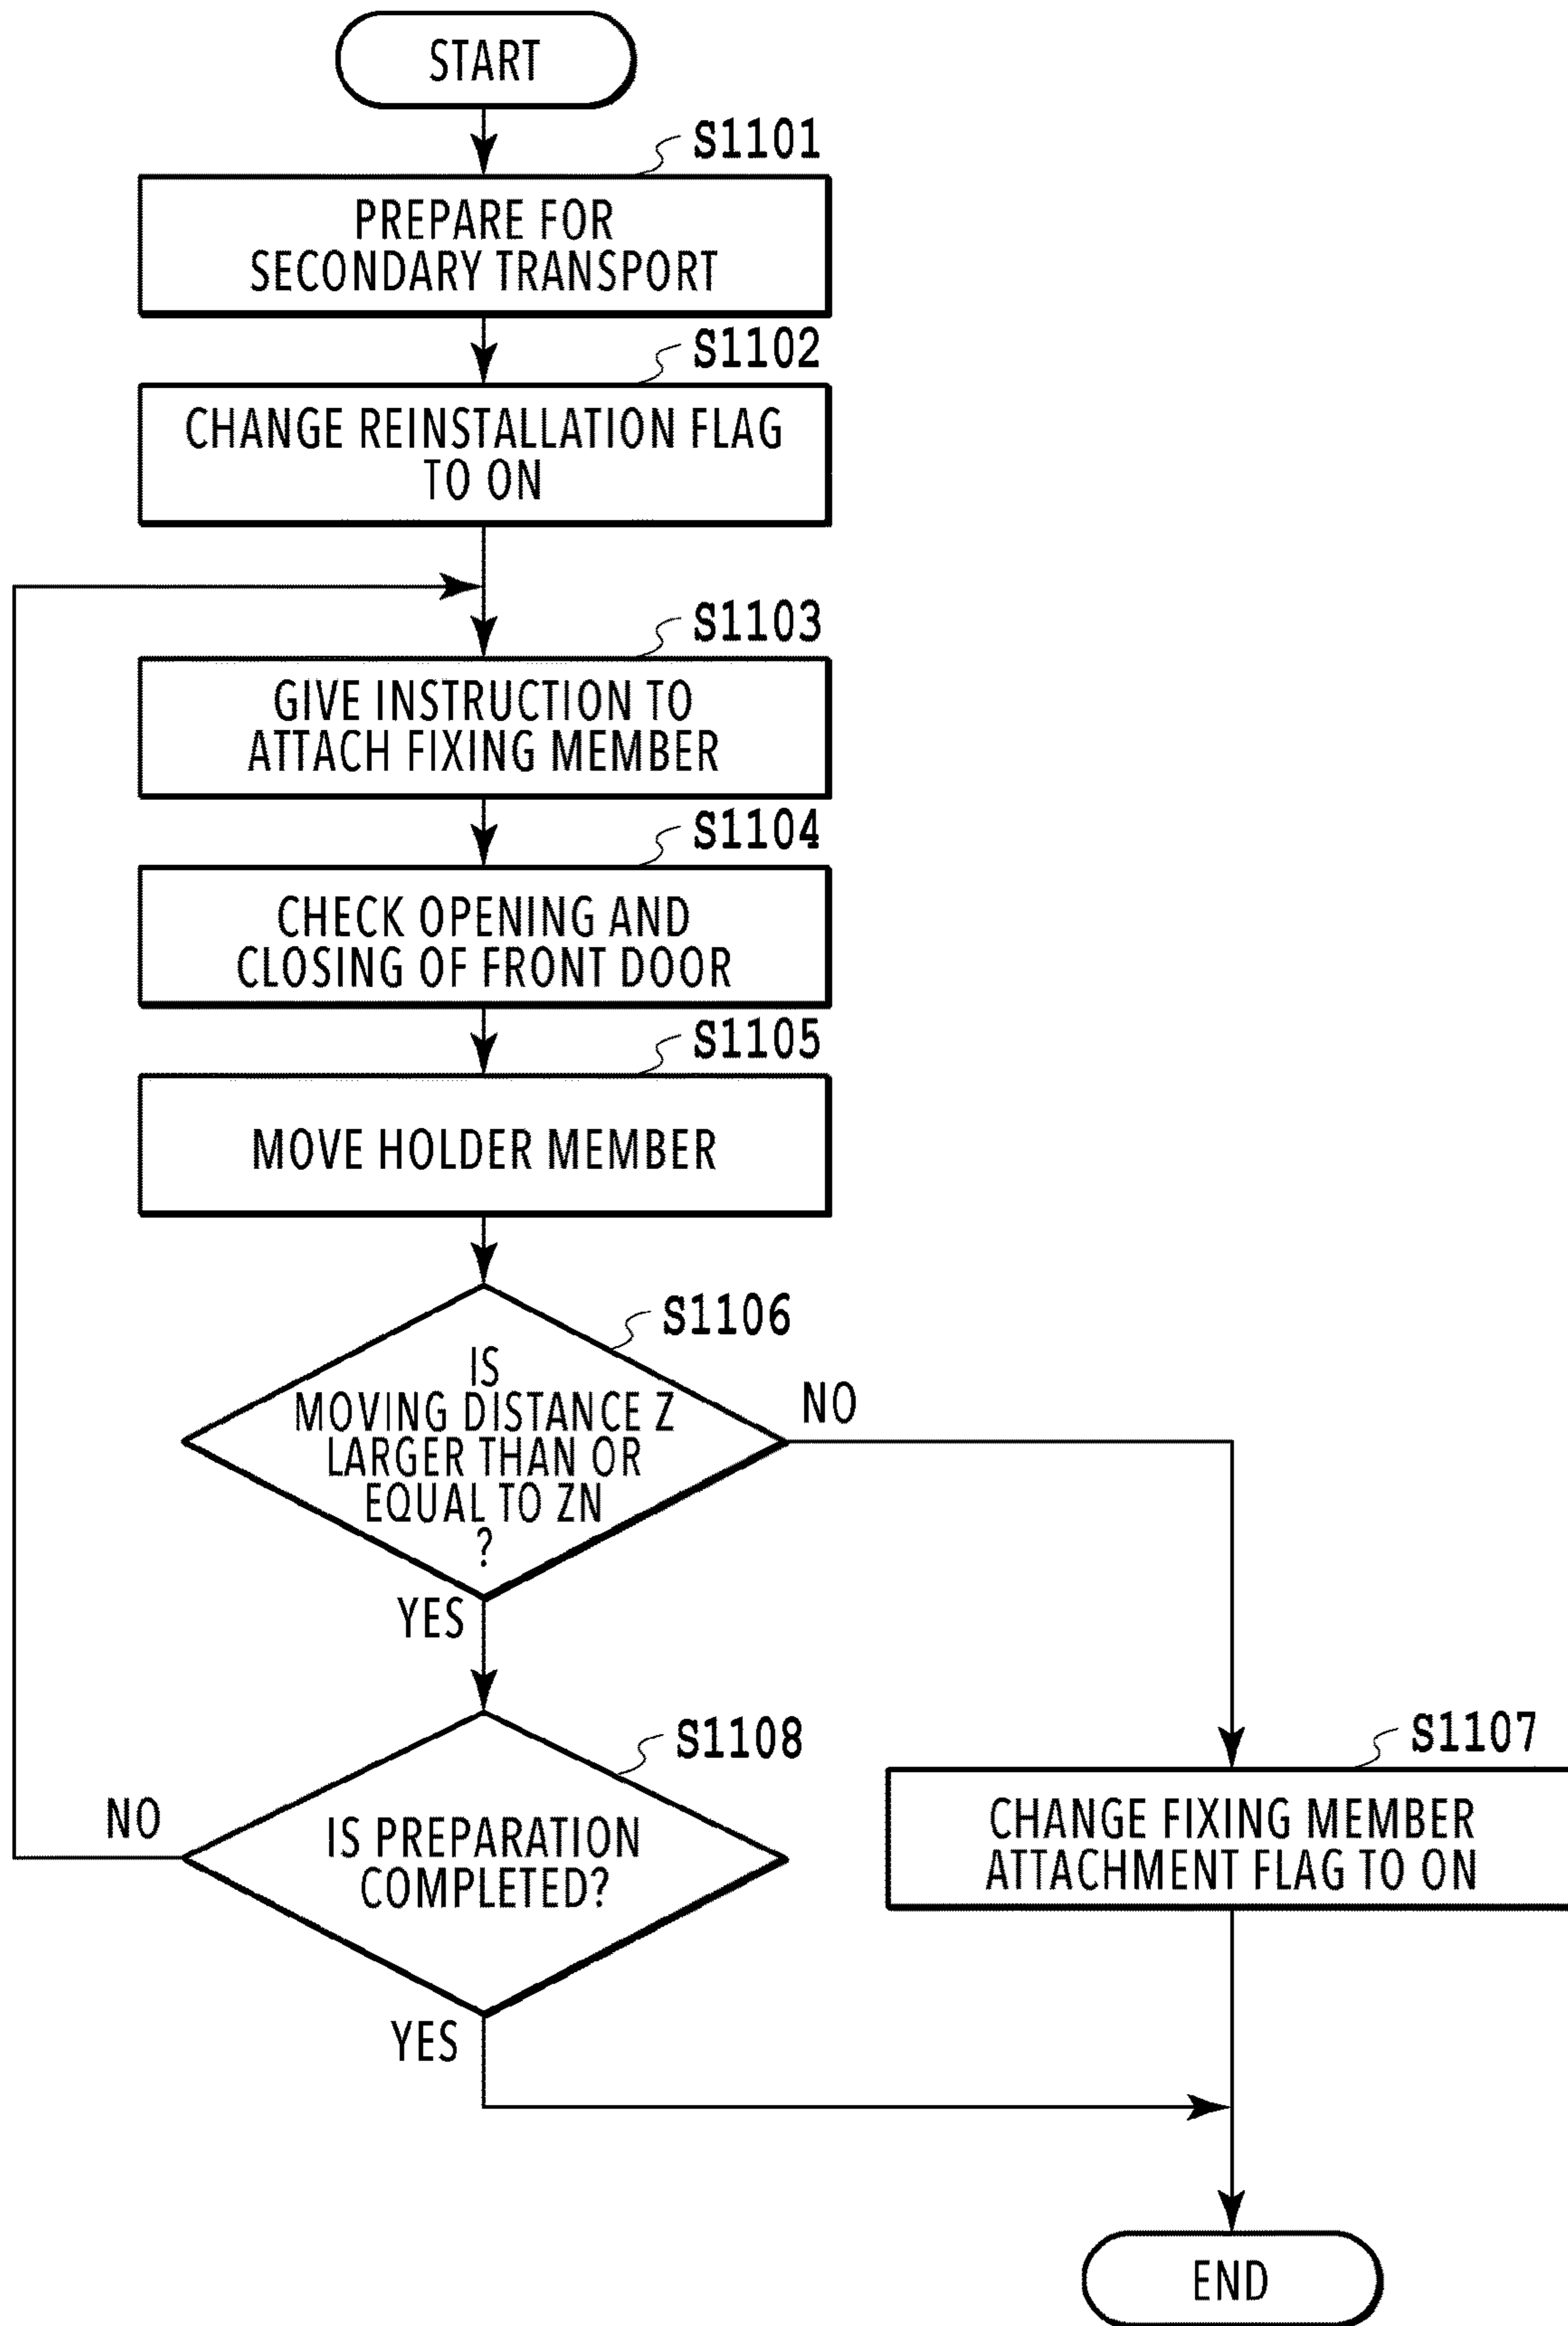 START
S1101
PREPARE FOR
SECONDARY TRANSPORT
S1102
CHANGE REINSTALLATION FLAG
TO ON
S1103
GIVE INSTRUCTION TO
ATTACH FIXING MEMBER
S1104
CHECK OPENING AND
CLOSING OF FRONT DOOR
S1105
MOVE HOLDER MEMBER
S1106
IS
MOVING DISTANCE Z
LARGER THAN OR
EQUAL TO ZN
?
NO
YES
S1108
IS PREPARATION
COMPLETED?
NO
YES
S1107
CHANGE FIXING MEMBER
ATTACHMENT FLAG TO ON
END